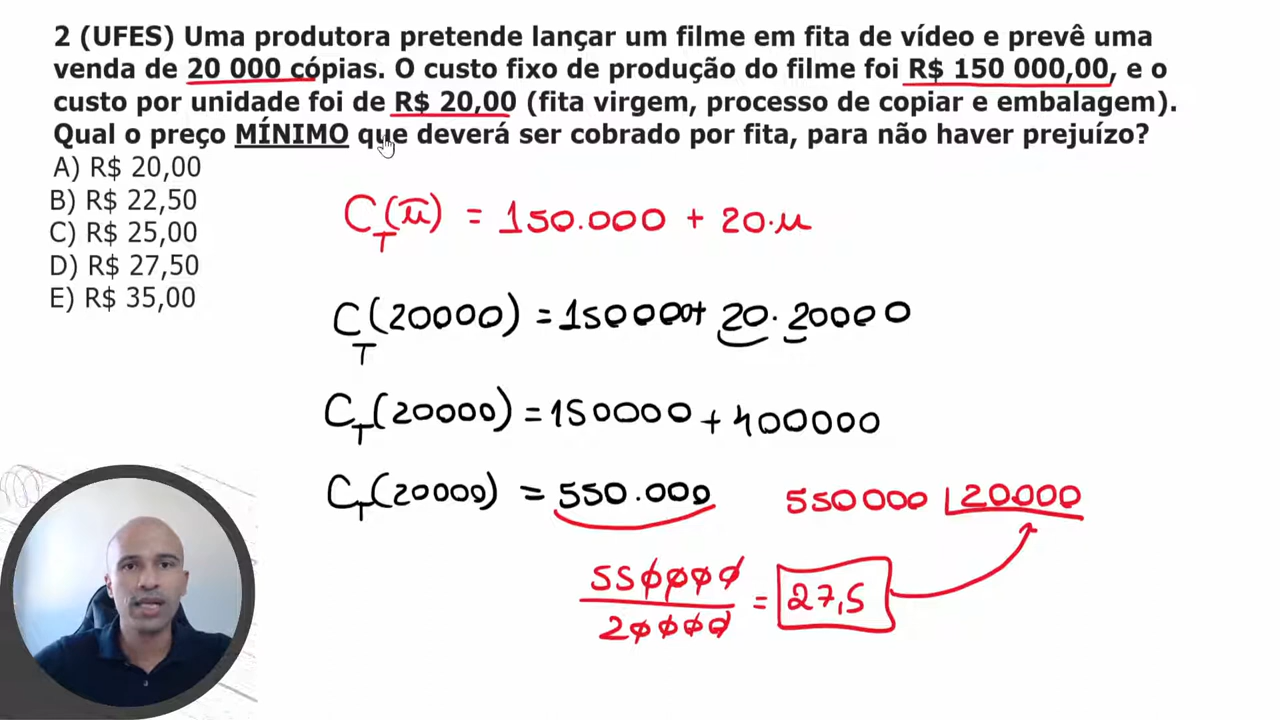 2 (UFES) Uma produtora pretende lançar um filme em fita de vídeo e prevê uma
venda de 20 000 cópias. O custo fixo de produção do filme foi R$ 150 000,00, e o
custo por unidade foi de R$ 20,00 (fita virgem, processo de copiar e embalagem).
Qual o preço MÍNIMO que deverá ser cobrado por fita, para não haver prejuízo?
A) R$ 20,00
B) R$ 22,50
C) R$ 25,00
D) R$ 27,50
E) R$ 35,00
C_T(u) = 150.000 + 20.u
C_T(20000) = 150000 + 20.20000
C_T(20000) = 150000 + 400000
C_T(20000) = 550.000
550000 20000
550000
20000
= 27,5